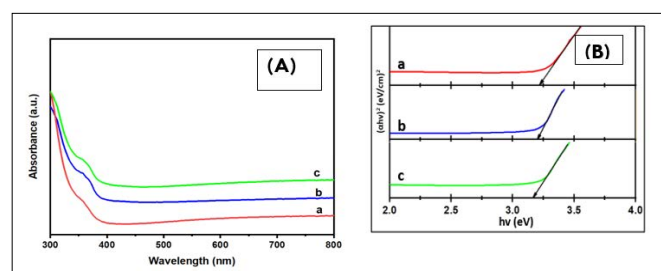 (A)
Absorbance (a.u.)
c
b
a
300 400 500 600 700 800
Wavelength (nm)
(B)
(αhν)² (eV/cm)²
a
b
c
2.0 2.5 3.0 3.5 4.0
hν (eV)